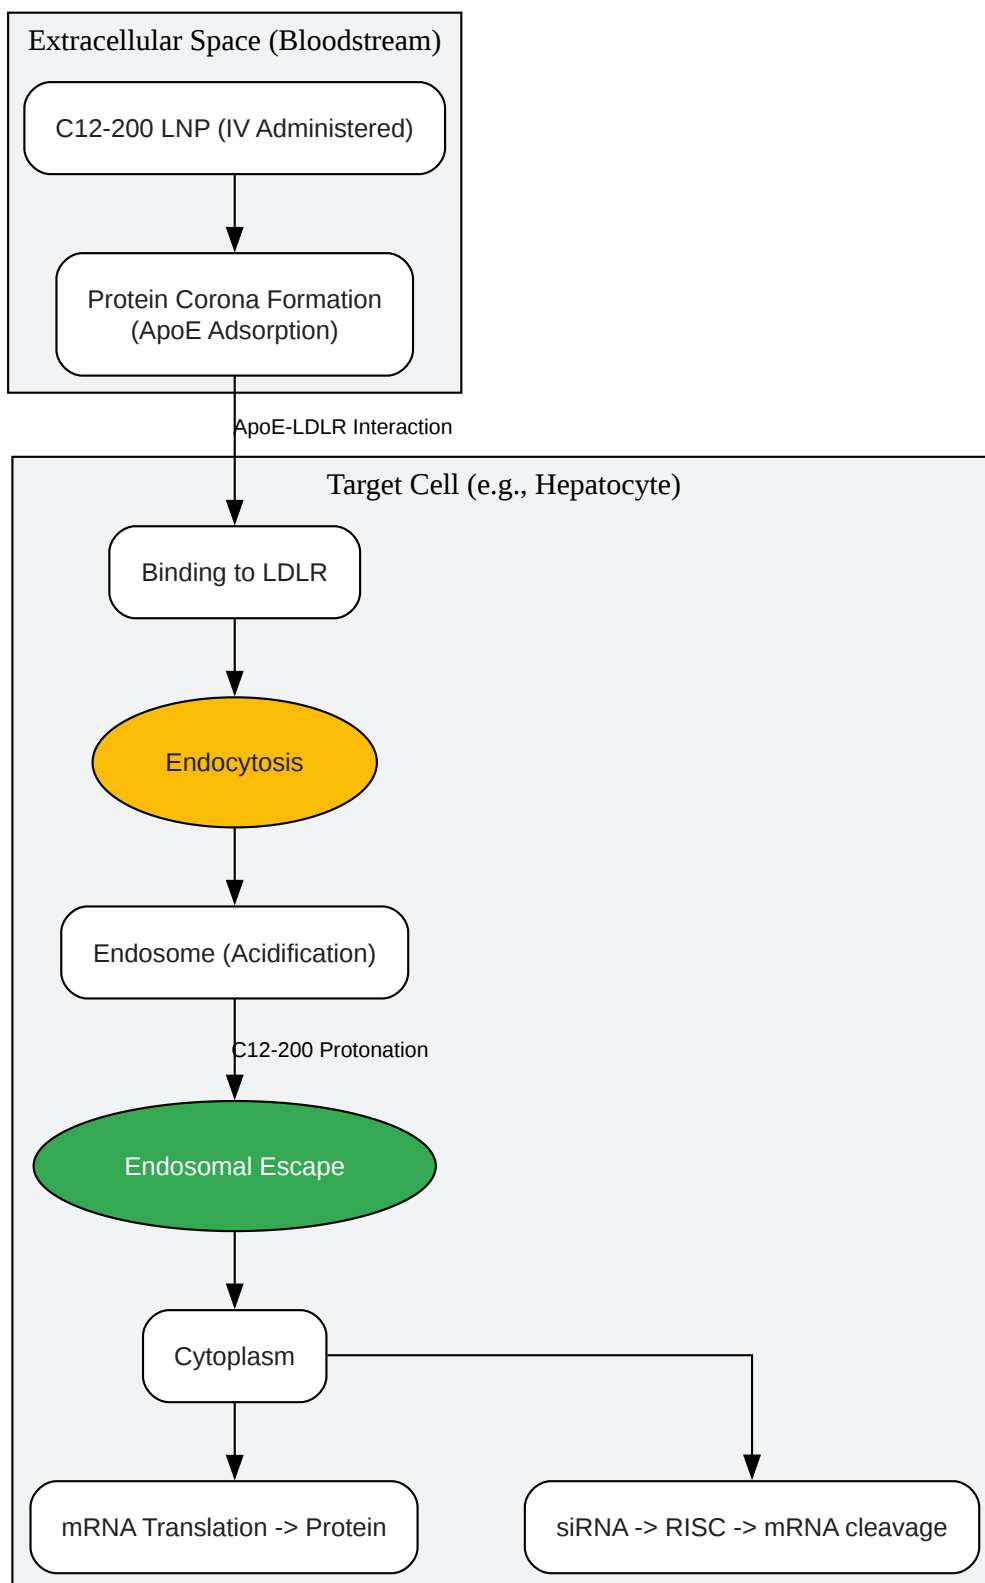 Extracellular Space (Bloodstream)
C12-200 LNP (IV Administered)
Protein Corona Formation
(ApoE Adsorption)
ApoE-LDLR Interaction
Target Cell (e.g., Hepatocyte)
Binding to LDLR
Endocytosis
Endosome (Acidification)
C12-200 Protonation
Endosomal Escape
Cytoplasm
mRNA Translation -> Protein
siRNA -> RISC -> mRNA cleavage